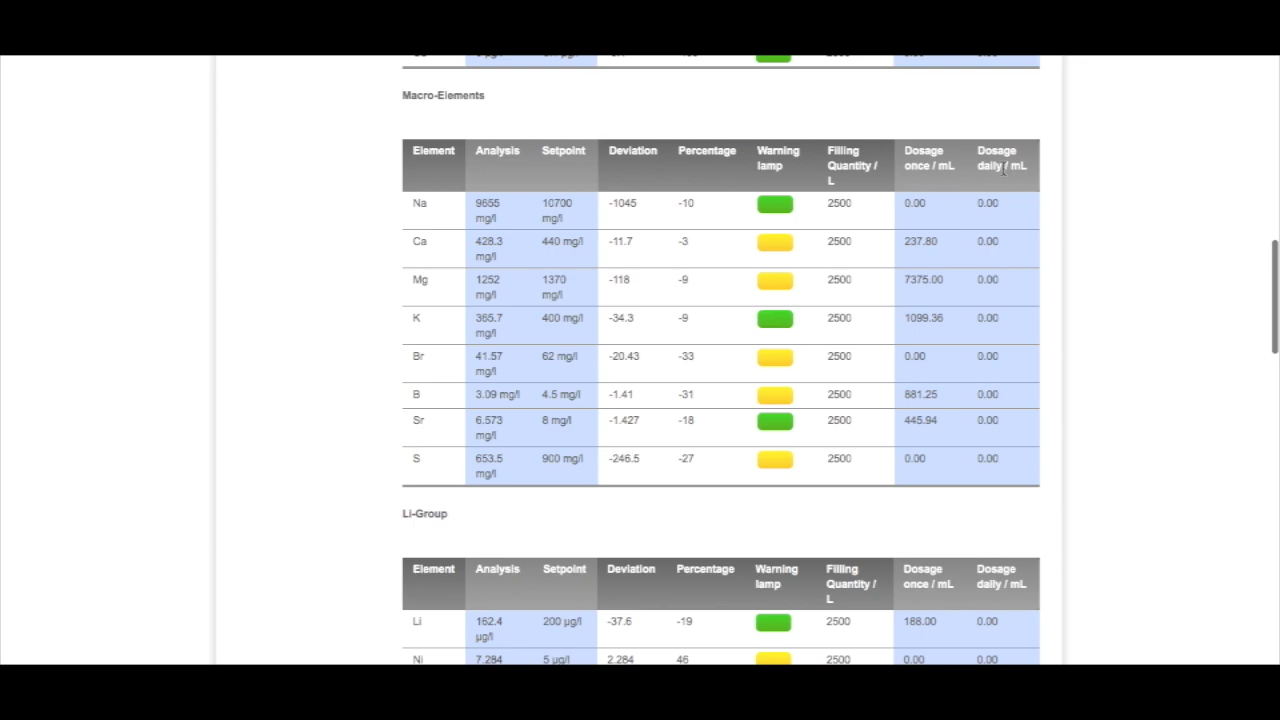 Macro-Elements
Element Analysis Setpoint Deviation Percentage Warning lamp Filling Quantity / L Dosage once / mL Dosage daily / mL
Na 9655 mg/l 10700 mg/l -1045 -10 2500 0.00 0.00
Ca 428.3 mg/l 440 mg/l -11.7 -3 2500 237.80 0.00
Mg 1252 mg/l 1370 mg/l -118 -9 2500 7375.00 0.00
K 365.7 mg/l 400 mg/l -34.3 -9 2500 1099.36 0.00
Br 41.57 mg/l 62 mg/l -20.43 -33 2500 0.00 0.00
B 3.09 mg/l 4.5 mg/l -1.41 -31 2500 881.25 0.00
Sr 6.573 mg/l 8 mg/l -1.427 -18 2500 445.94 0.00
S 653.5 mg/l 900 mg/l -246.5 -27 2500 0.00 0.00
Li-Group
Element Analysis Setpoint Deviation Percentage Warning lamp Filling Quantity / L Dosage once / mL Dosage daily / mL
Li 162.4 µg/l 200 µg/l -37.6 -19 2500 188.00 0.00
Ni 7.284 5 µg/l 2.284 46 2500 0.00 0.00